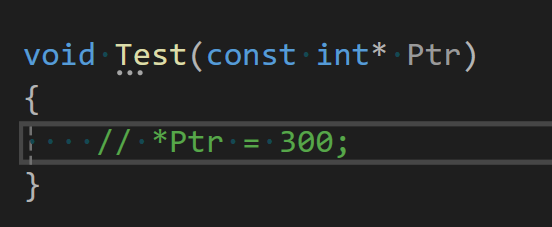 void Test(const int* Ptr)
{
    // *Ptr = 300;
}